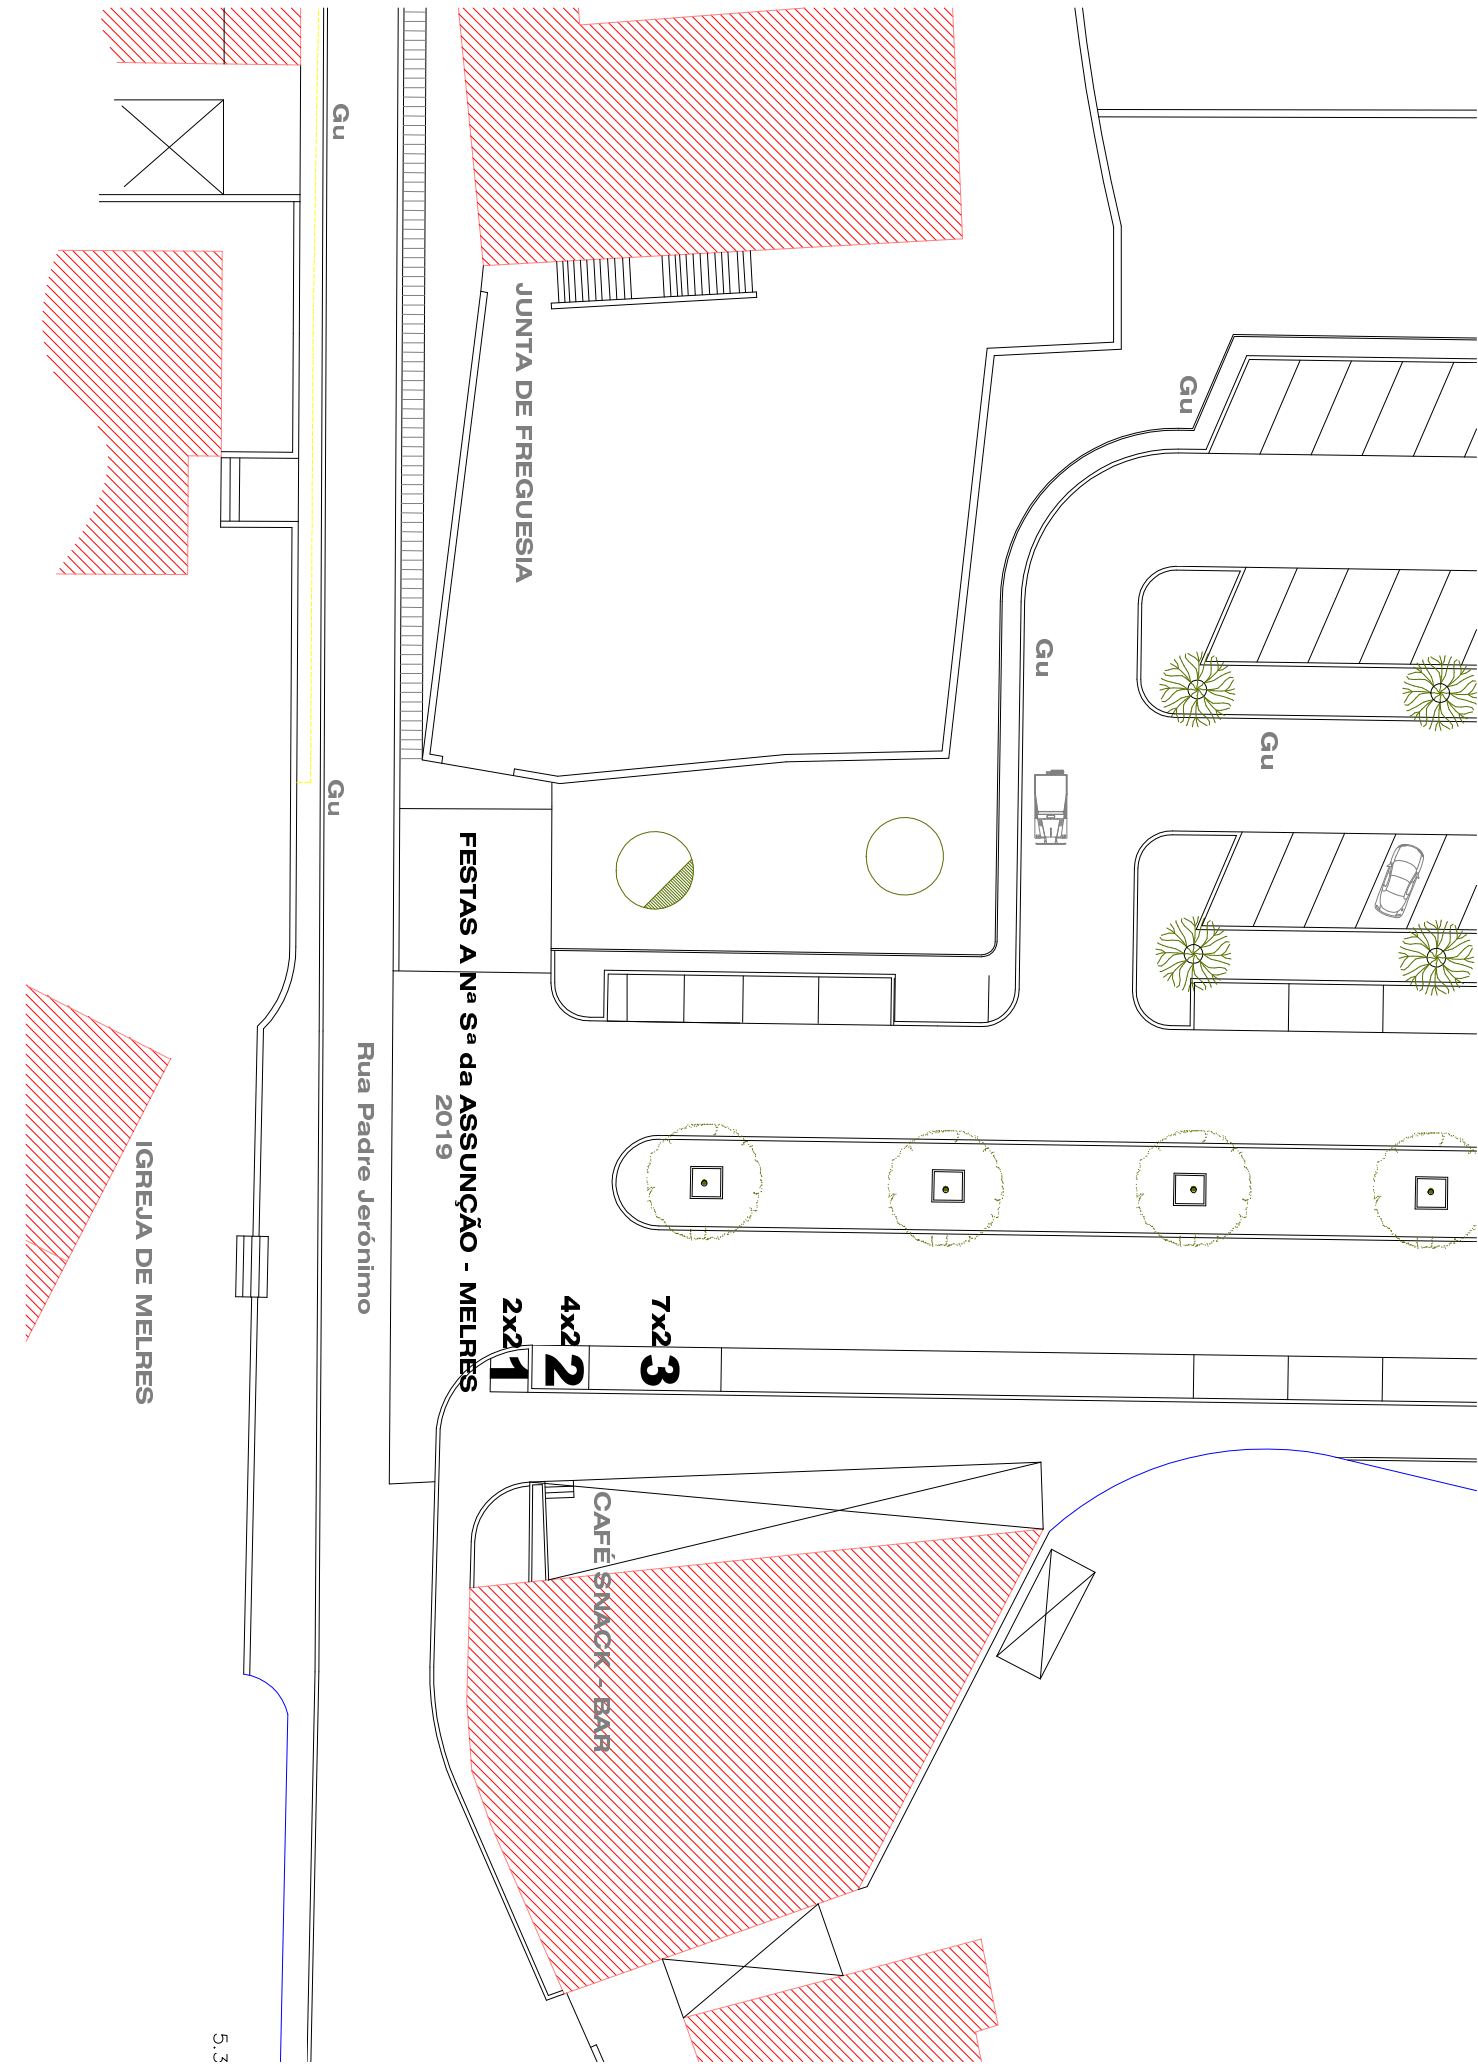 Gu
JUNTA DE FREGUESIA
Gu
Gu
Gu
Gu
FESTAS A Nª Sª da ASSUNÇÃO - MELRES
2019
Rua Padre Jerónimo
IGREJA DE MELRES
2x2
4x2
7x2
1
2
3
CAFÉ SNACK - BAR
5.3